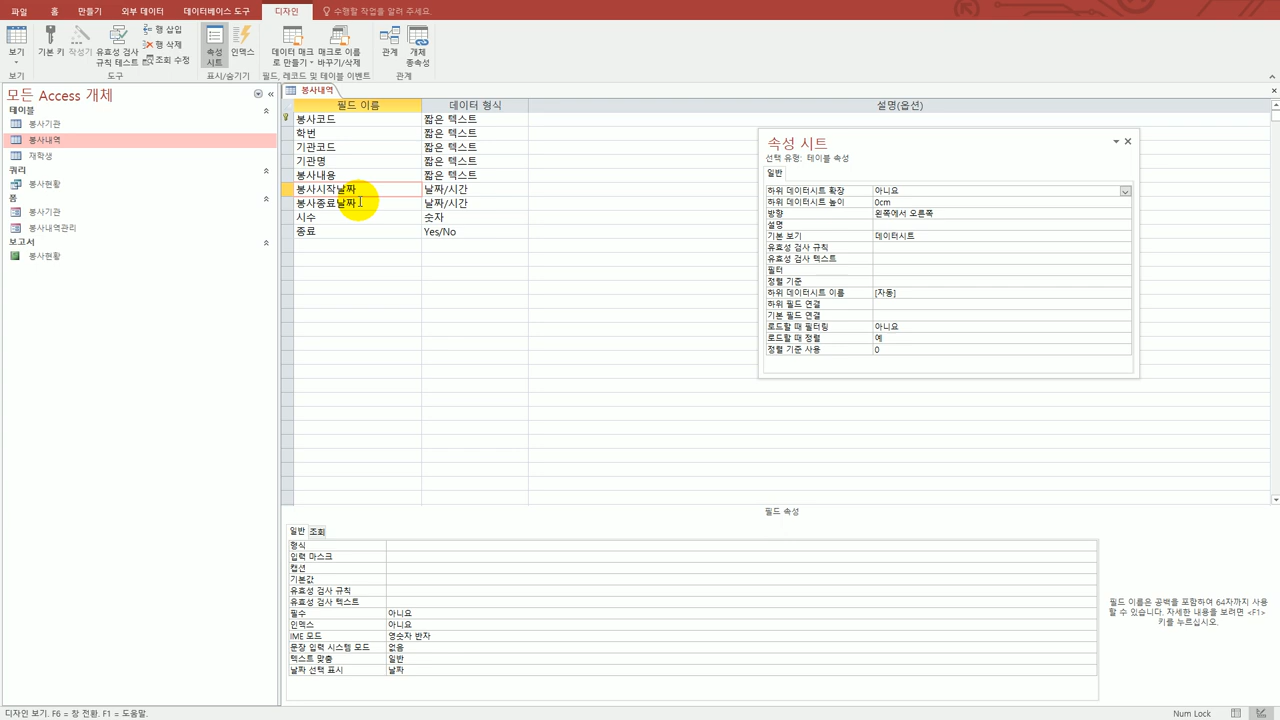 파일 홈 만들기 외부 데이터 데이터베이스 도구 디자인 수행할 작업을 알려 주세요.
보기 기본 키 작성기 유효성 검사 규칙 테스트 행 삽입 행 삭제 조회 수정 속성 시트 인덱스 데이터 매크로 만들기 매크로 이름 바꾸기/삭제 관계 개체 종속성
보기 도구 표시/숨기기 필드, 레코드 및 테이블 이벤트 관계
모든 Access 개체
테이블
봉사기관
봉사내역
재학생
쿼리
봉사현황
폼
봉사기관
봉사내역관리
보고서
봉사현황
봉사내역
필드 이름 데이터 형식 설명(옵션)
봉사코드 짧은 텍스트
학번 짧은 텍스트
기관코드 짧은 텍스트
기관명 짧은 텍스트
봉사내용 짧은 텍스트
봉사시작날짜 날짜/시간
봉사종료날짜 날짜/시간
시수 숫자
종료 Yes/No
속성 시트
선택 유형: 테이블 속성
일반
하위 데이터시트 확장 아니요
하위 데이터시트 높이 0cm
방향 왼쪽에서 오른쪽
설명
기본 보기 데이터시트
유효성 검사 규칙
유효성 검사 텍스트
필터
정렬 기준
하위 데이터시트 이름 [자동]
하위 필드 연결
기본 필드 연결
로드할 때 필터링 아니요
로드할 때 정렬 예
정렬 기준 사용 0
필드 속성
일반 조회
형식
입력 마스크
캡션
기본값
유효성 검사 규칙
유효성 검사 텍스트
필수 아니요
인덱스 아니요
IME 모드 영숫자 반자
문장 입력 시스템 모드 없음
텍스트 맞춤 일반
날짜 선택 표시 날짜
필드 이름은 공백을 포함하여 64자까지 사용
할 수 있습니다. 자세한 내용을 보려면 <F1>
키를 누르십시오.
디자인 보기. F6 = 창 전환. F1 = 도움말. Num Lock